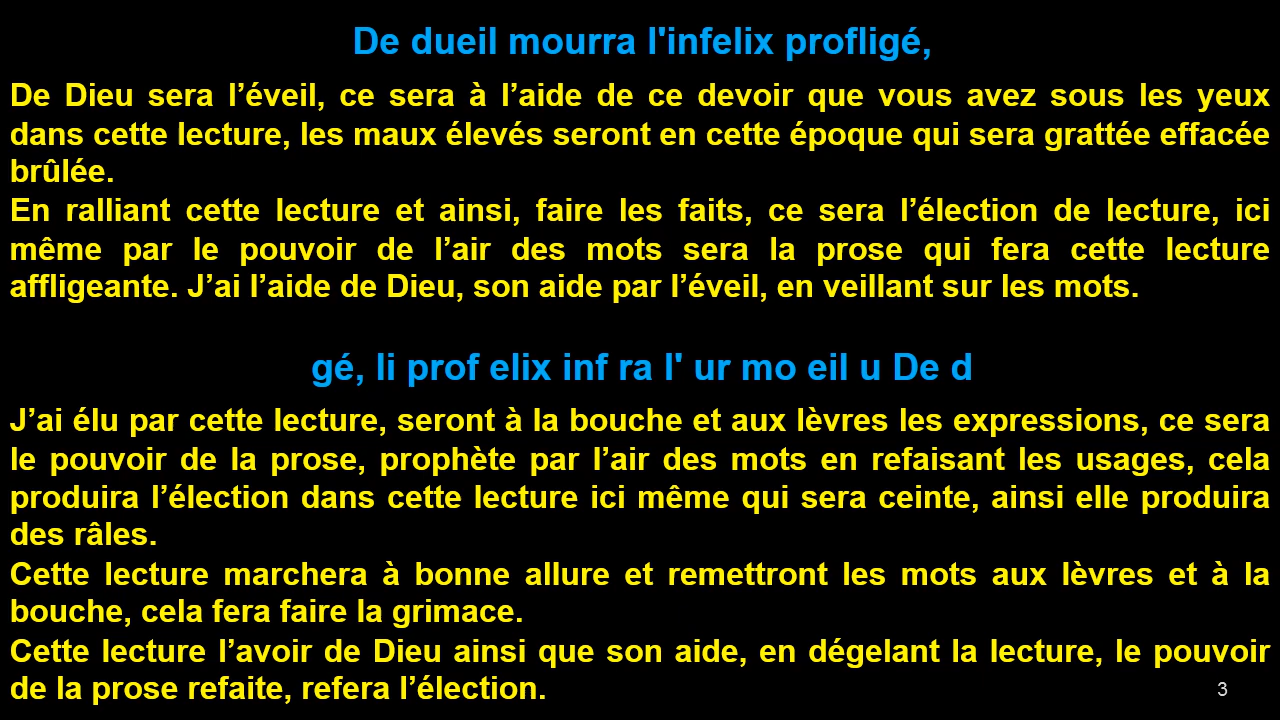 De dueil mourra l'infelix profligé,
De Dieu sera l’éveil, ce sera à l’aide de ce devoir que vous avez sous les yeux
dans cette lecture, les maux élevés seront en cette époque qui sera grattée effacée
brûlée.
En ralliant cette lecture et ainsi, faire les faits, ce sera l’élection de lecture, ici
même par le pouvoir de l’air des mots sera la prose qui fera cette lecture
affligeante. J’ai l’aide de Dieu, son aide par l’éveil, en veillant sur les mots.
gé, li prof elix inf ra l' ur mo eil u De d
J’ai élu par cette lecture, seront à la bouche et aux lèvres les expressions, ce sera
le pouvoir de la prose, prophète par l’air des mots en refaisant les usages, cela
produira l’élection dans cette lecture ici même qui sera ceinte, ainsi elle produira
des râles.
Cette lecture marchera à bonne allure et remettront les mots aux lèvres et à la
bouche, cela fera faire la grimace.
Cette lecture l’avoir de Dieu ainsi que son aide, en dégelant la lecture, le pouvoir
de la prose refaite, refera l’élection.
3